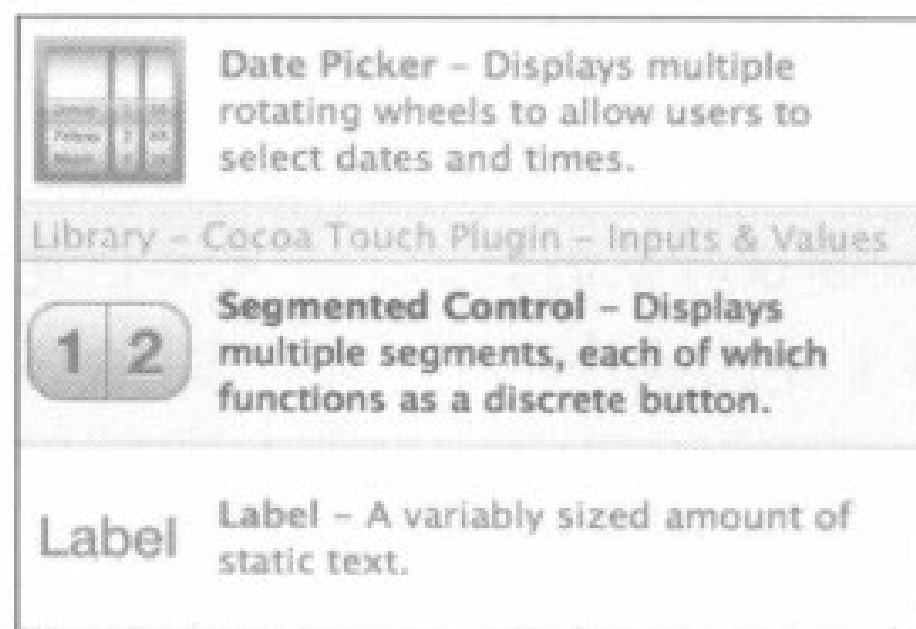 Date Picker – Displays multiple
rotating wheels to allow users to
select dates and times.
Library – Cocoa Touch Plugin – Inputs & Values
1 2
Segmented Control – Displays
multiple segments, each of which
functions as a discrete button.
Label
Label – A variably sized amount of
static text.